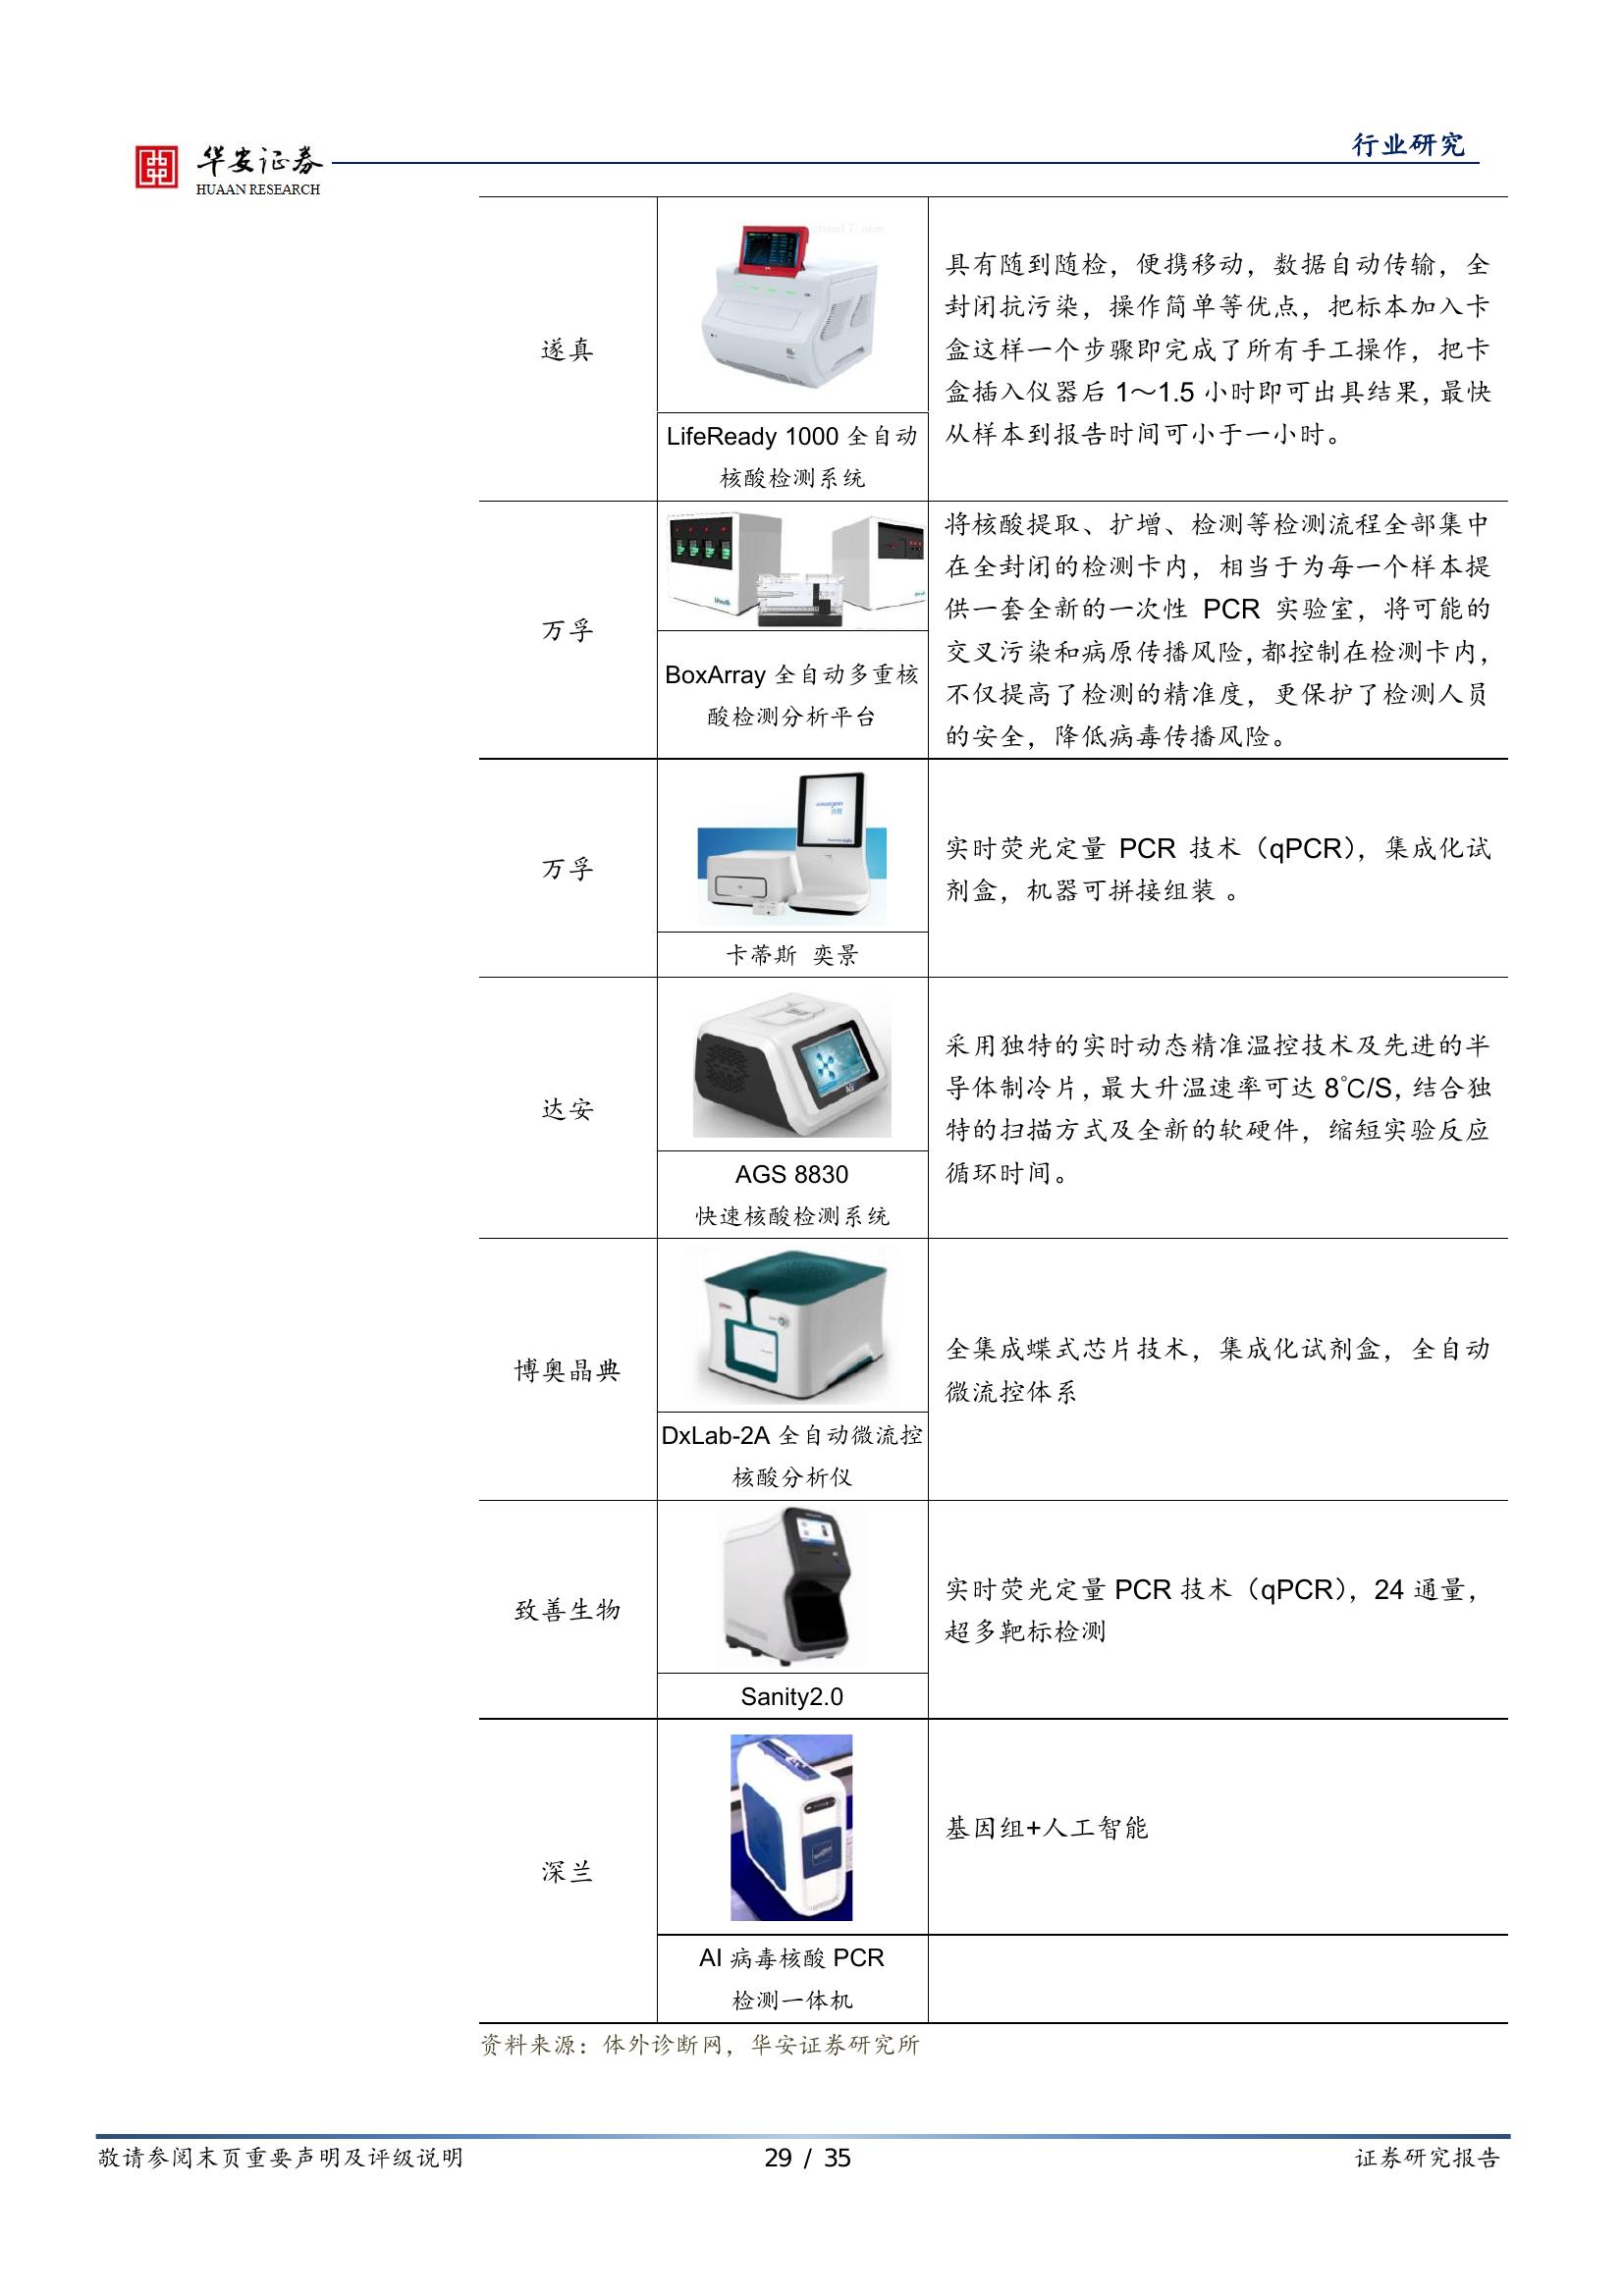 华安证券
HUAAN RESEARCH
行业研究
遂真
LifeReady 1000 全自动
核酸检测系统
具有随到随检，便携移动，数据自动传输，全
封闭抗污染，操作简单等优点，把标本加入卡
盒这样一个步骤即完成了所有手工操作，把卡
盒插入仪器后 1～1.5 小时即可出具结果，最快
从样本到报告时间可小于一小时。
万孚
BoxArray 全自动多重核
酸检测分析平台
将核酸提取、扩增、检测等检测流程全部集中
在全封闭的检测卡内，相当于为每一个样本提
供一套全新的一次性 PCR 实验室，将可能的
交叉污染和病原传播风险，都控制在检测卡内，
不仅提高了检测的精准度，更保护了检测人员
的安全，降低病毒传播风险。
万孚
卡蒂斯 奕景
实时荧光定量 PCR 技术（qPCR），集成化试
剂盒，机器可拼接组装 。
达安
AGS 8830
快速核酸检测系统
采用独特的实时动态精准温控技术及先进的半
导体制冷片，最大升温速率可达 8℃/S，结合独
特的扫描方式及全新的软硬件，缩短实验反应
循环时间。
博奥晶典
DxLab-2A 全自动微流控
核酸分析仪
全集成蝶式芯片技术，集成化试剂盒，全自动
微流控体系
致善生物
Sanity2.0
实时荧光定量 PCR 技术（qPCR），24 通量，
超多靶标检测
深兰
AI 病毒核酸 PCR
检测一体机
基因组+人工智能
资料来源：体外诊断网，华安证券研究所
敬请参阅末页重要声明及评级说明
29 / 35
证券研究报告